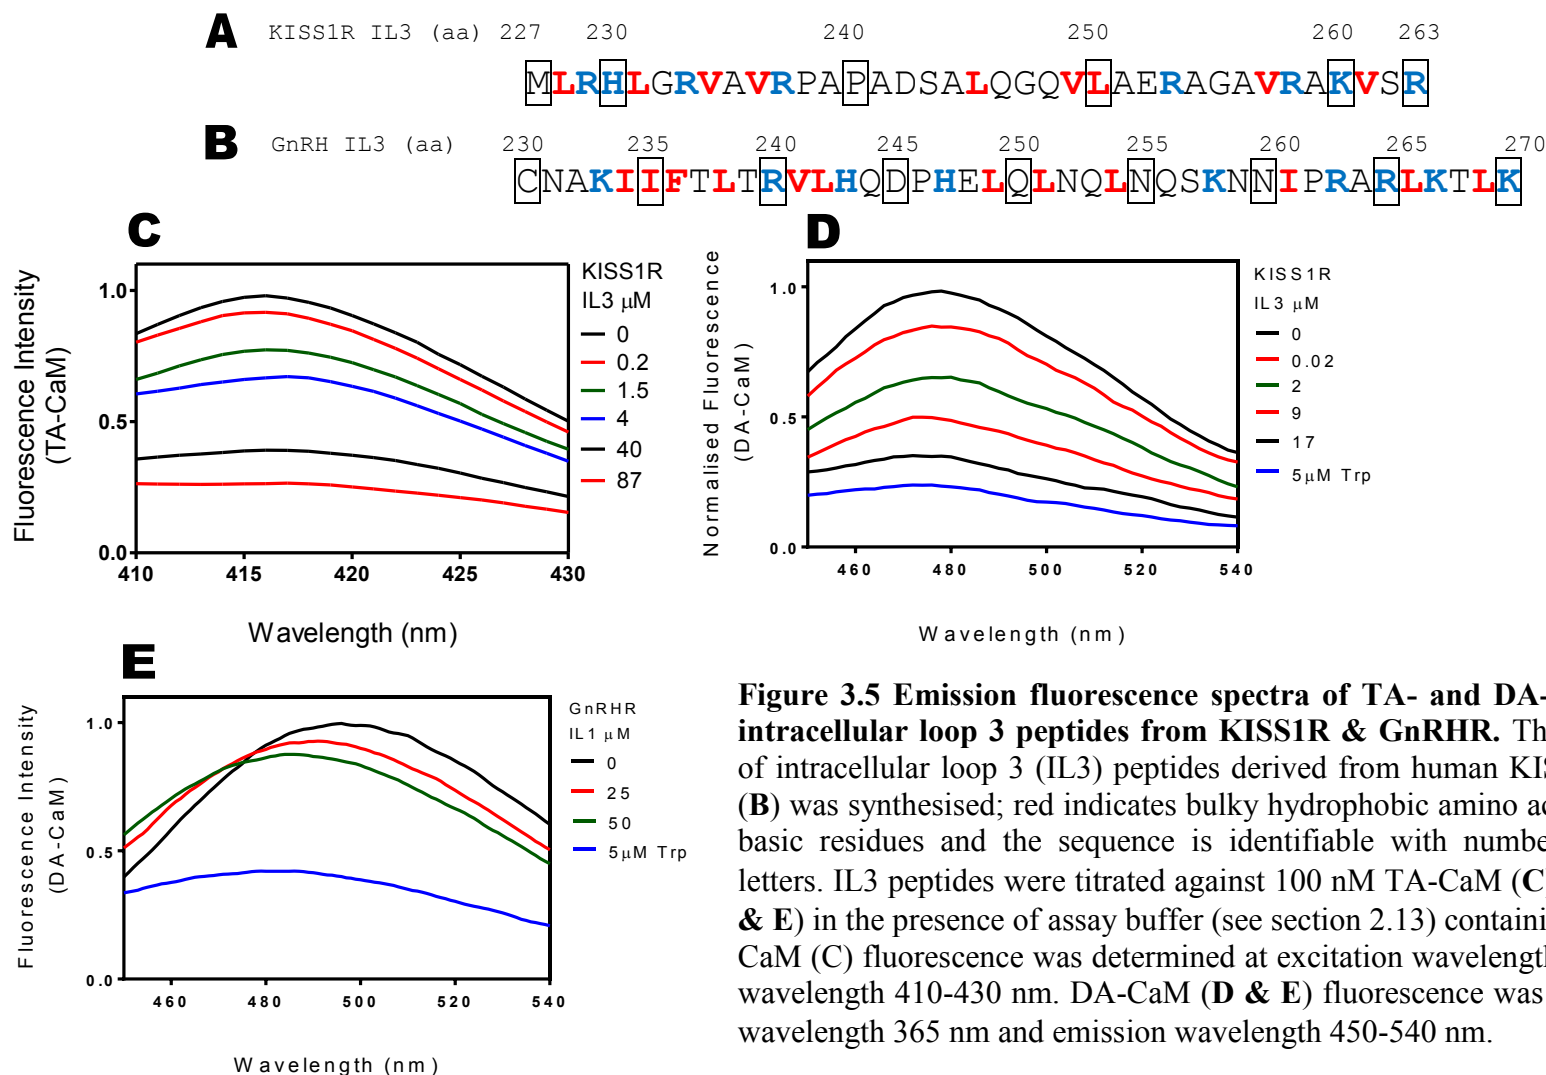 A KISS1R IL3 (aa) 227 230 240 250 260 263
MLRHLGRVAVRPAPADSALQGQVLAERAGAVRAKVSR
B GnRH IL3 (aa) 230 235 240 245 250 255 260 265 270
CNAKIIFTLTRVLHQDPHELQLNQLNQSKNNIPRARLKTLK
C
Fluorescence Intensity
(TA-CaM)
1.0
0.5
0.0
410 415 420 425 430
Wavelength (nm)
KISS1R
IL3 μM
0
0.2
1.5
4
40
87
D
Normalised Fluorescence
(DA-CaM)
1.0
0.5
0.0
460 480 500 520 540
Wavelength (nm)
KISS1R
IL3 μM
0
0.02
2
9
17
5μM Trp
E
Fluorescence Intensity
(DA-CaM)
1.0
0.5
0.0
460 480 500 520 540
Wavelength (nm)
GnRHR
IL1 μM
0
25
50
5μM Trp
Figure 3.5 Emission fluorescence spectra of TA- and DA-
intracellular loop 3 peptides from KISS1R & GnRHR. Th
of intracellular loop 3 (IL3) peptides derived from human KIS
(B) was synthesised; red indicates bulky hydrophobic amino ac
basic residues and the sequence is identifiable with numbe
letters. IL3 peptides were titrated against 100 nM TA-CaM (C
& E) in the presence of assay buffer (see section 2.13) containi
CaM (C) fluorescence was determined at excitation wavelength
wavelength 410-430 nm. DA-CaM (D & E) fluorescence was
wavelength 365 nm and emission wavelength 450-540 nm.